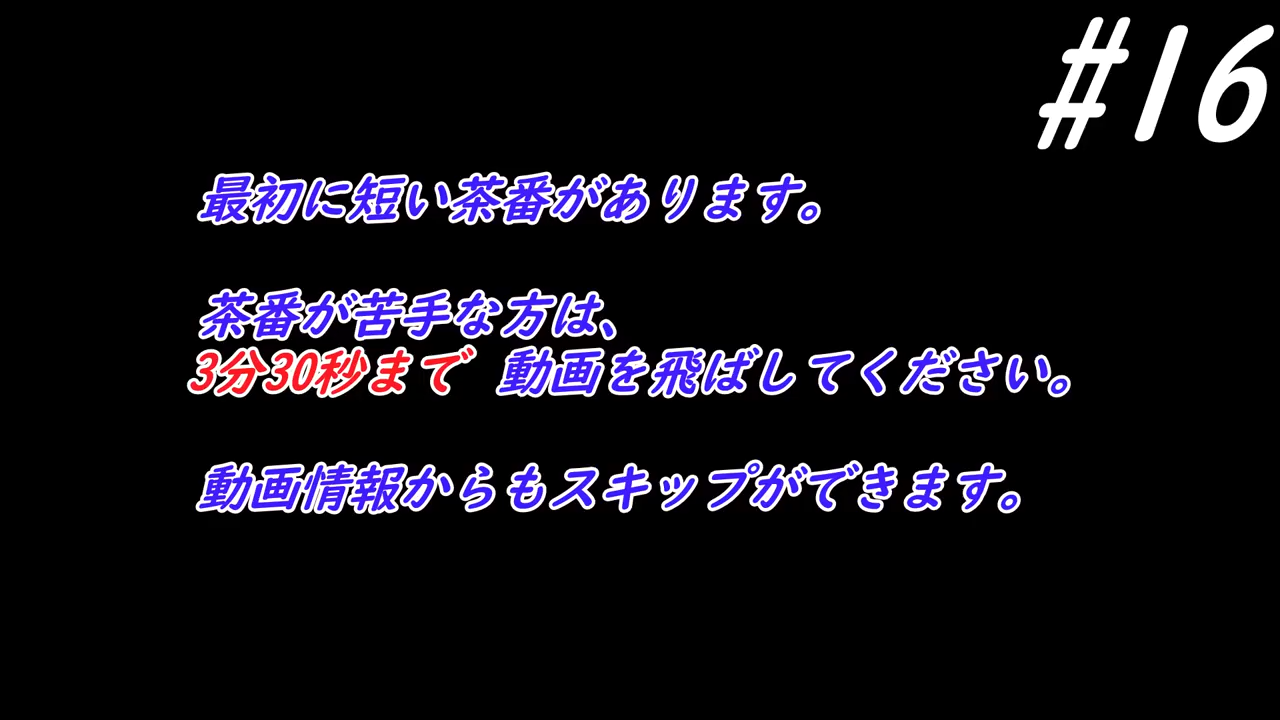 #16
最初に短い茶番があります。
茶番が苦手な方は、
3分30秒まで 動画を飛ばしてください。
動画情報からもスキップができます。